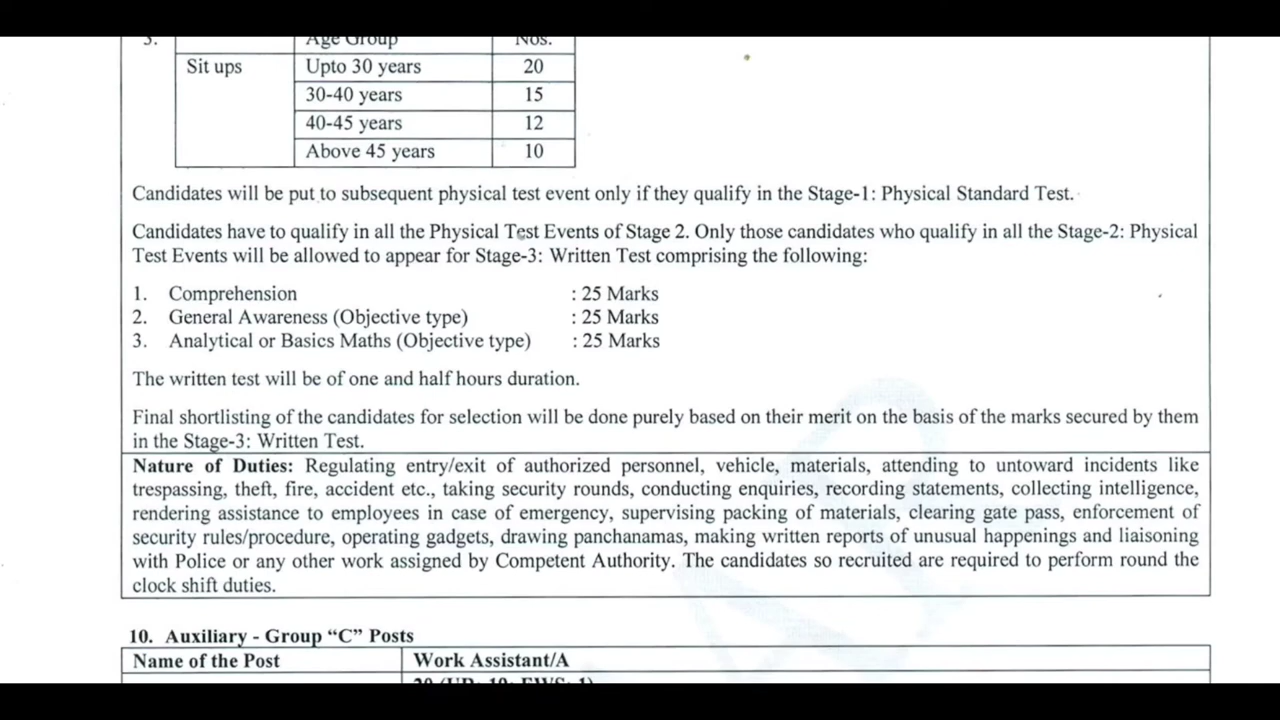 3. Age Group Nos.
Sit ups Upto 30 years 20
30-40 years 15
40-45 years 12
Above 45 years 10
Candidates will be put to subsequent physical test event only if they qualify in the Stage-1: Physical Standard Test.
Candidates have to qualify in all the Physical Test Events of Stage 2. Only those candidates who qualify in all the Stage-2: Physical
Test Events will be allowed to appear for Stage-3: Written Test comprising the following:
1. Comprehension : 25 Marks
2. General Awareness (Objective type) : 25 Marks
3. Analytical or Basics Maths (Objective type) : 25 Marks
The written test will be of one and half hours duration.
Final shortlisting of the candidates for selection will be done purely based on their merit on the basis of the marks secured by them
in the Stage-3: Written Test.
Nature of Duties: Regulating entry/exit of authorized personnel, vehicle, materials, attending to untoward incidents like
trespassing, theft, fire, accident etc., taking security rounds, conducting enquiries, recording statements, collecting intelligence,
rendering assistance to employees in case of emergency, supervising packing of materials, clearing gate pass, enforcement of
security rules/procedure, operating gadgets, drawing panchanamas, making written reports of unusual happenings and liaisoning
with Police or any other work assigned by Competent Authority. The candidates so recruited are required to perform round the
clock shift duties.
10. Auxiliary - Group “C” Posts
Name of the Post Work Assistant/A